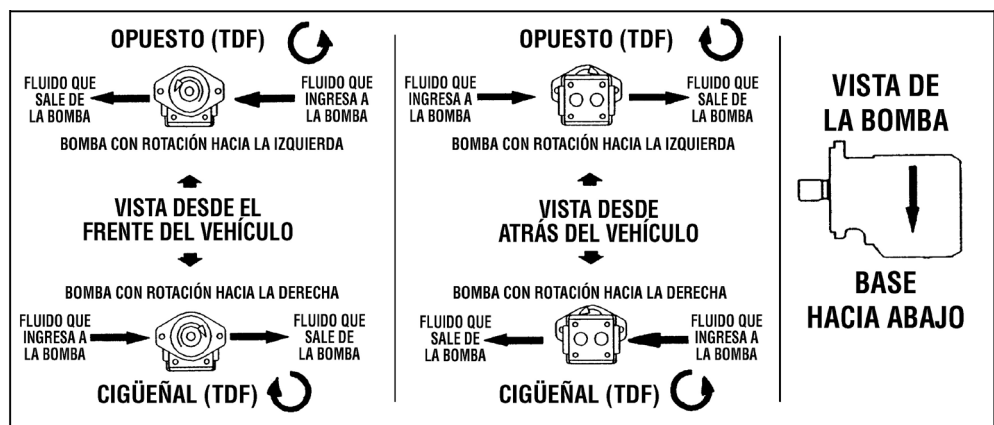 OPUESTO (TDF)
FLUIDO QUE
SALE DE
LA BOMBA
FLUIDO QUE
INGRESA A
LA BOMBA
BOMBA CON ROTACIÓN HACIA LA IZQUIERDA
VISTA DESDE EL
FRENTE DEL VEHÍCULO
BOMBA CON ROTACIÓN HACIA LA DERECHA
FLUIDO QUE
INGRESA A
LA BOMBA
FLUIDO QUE
SALE DE
LA BOMBA
CIGÜEÑAL (TDF)
OPUESTO (TDF)
FLUIDO QUE
INGRESA A
LA BOMBA
FLUIDO QUE
SALE DE
LA BOMBA
BOMBA CON ROTACIÓN HACIA LA IZQUIERDA
VISTA DESDE
ATRÁS DEL VEHÍCULO
BOMBA CON ROTACIÓN HACIA LA DERECHA
FLUIDO QUE
SALE DE
LA BOMBA
FLUIDO QUE
INGRESA A
LA BOMBA
CIGÜEÑAL (TDF)
VISTA DE
LA BOMBA
BASE
HACIA ABAJO